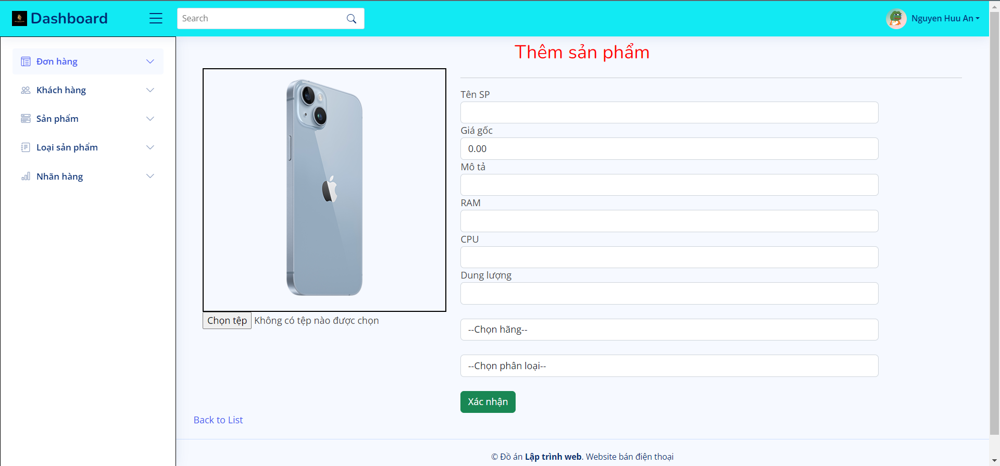 Dashboard
Search
Nguyen Huu An
Đơn hàng
Khách hàng
Sản phẩm
Loại sản phẩm
Nhãn hàng
Thêm sản phẩm
Tên SP
Giá gốc
0.00
Mô tả
RAM
CPU
Dung lượng
Chọn tệp Không có tệp nào được chọn
--Chọn hãng--
--Chọn phân loại--
Xác nhận
Back to List
© Đồ án Lập trình web. Website bán điện thoại